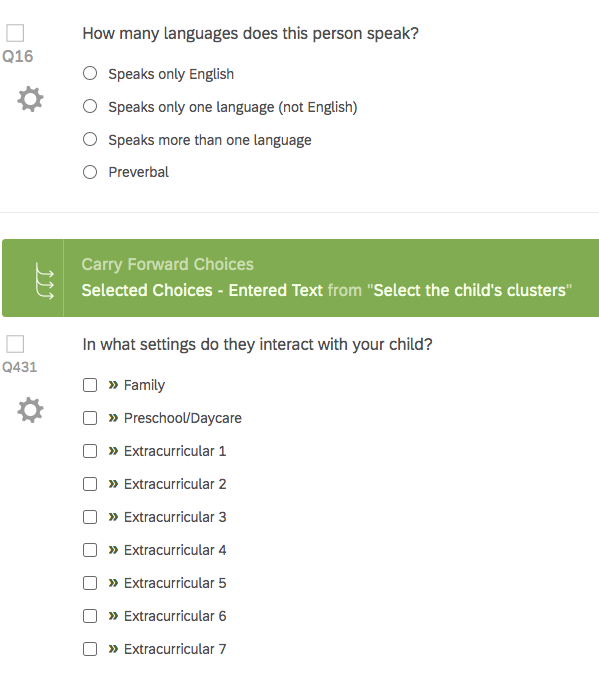 How many languages does this person speak?
Q16
Speaks only English
Speaks only one language (not English)
Speaks more than one language
Preverbal
Carry Forward Choices
Selected Choices - Entered Text from "Select the child's clusters"
In what settings do they interact with your child?
Q431
» Family
» Preschool/Daycare
» Extracurricular 1
» Extracurricular 2
» Extracurricular 3
» Extracurricular 4
» Extracurricular 5
» Extracurricular 6
» Extracurricular 7